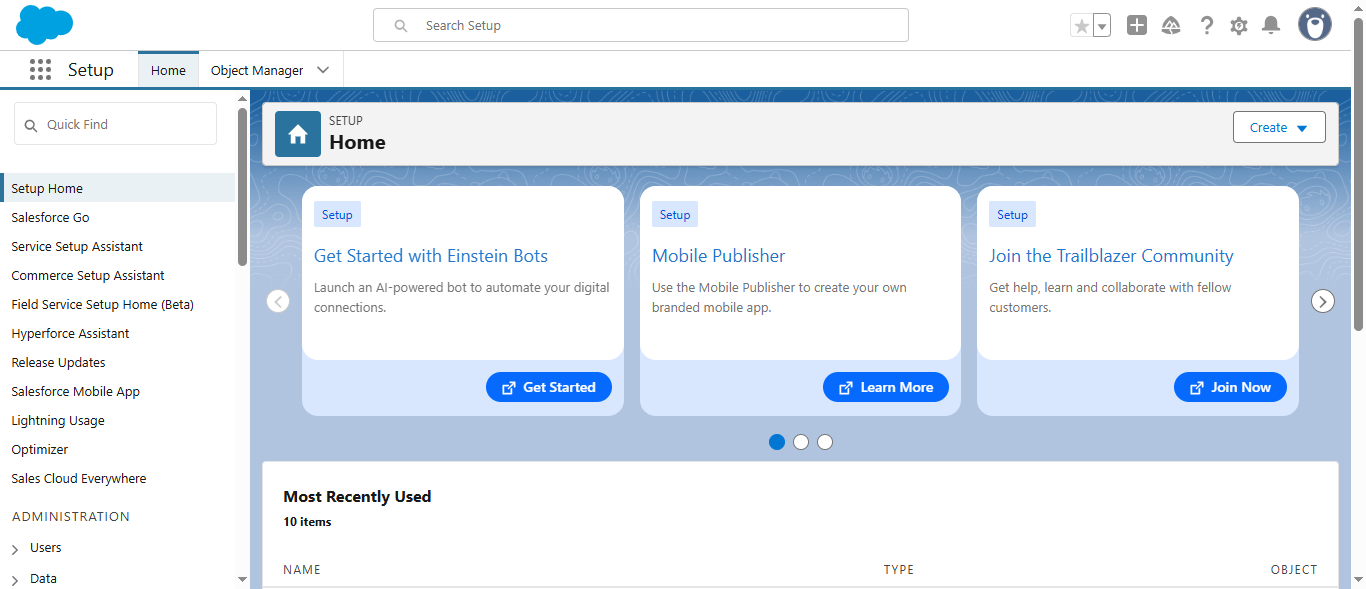 Search Setup
Setup
Home
Object Manager
Quick Find
Setup Home
Salesforce Go
Service Setup Assistant
Commerce Setup Assistant
Field Service Setup Home (Beta)
Hyperforce Assistant
Release Updates
Salesforce Mobile App
Lightning Usage
Optimizer
Sales Cloud Everywhere
ADMINISTRATION
Users
Data
SETUP
Home
Create
Setup
Get Started with Einstein Bots
Launch an AI-powered bot to automate your digital
connections.
Get Started
Setup
Mobile Publisher
Use the Mobile Publisher to create your own
branded mobile app.
Learn More
Setup
Join the Trailblazer Community
Get help, learn and collaborate with fellow
customers.
Join Now
Most Recently Used
10 items
NAME TYPE OBJECT